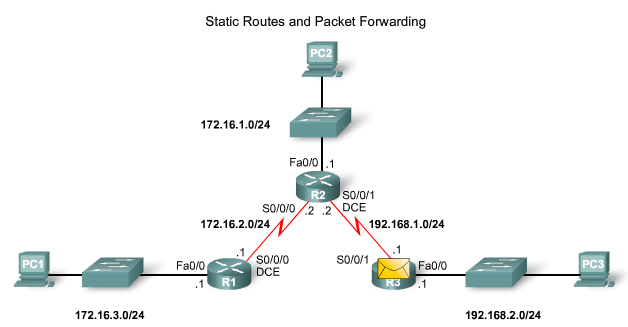 Static Routes and Packet Forwarding
PC2
172.16.1.0/24
Fa0/0
.1
R2
S0/0/1
DCE
S0/0/0
.2
.2
172.16.2.0/24
192.168.1.0/24
.1
S0/0/0
DCE
.1
S0/0/1
PC1
Fa0/0
.1
R1
R3
Fa0/0
.1
PC3
172.16.3.0/24
192.168.2.0/24